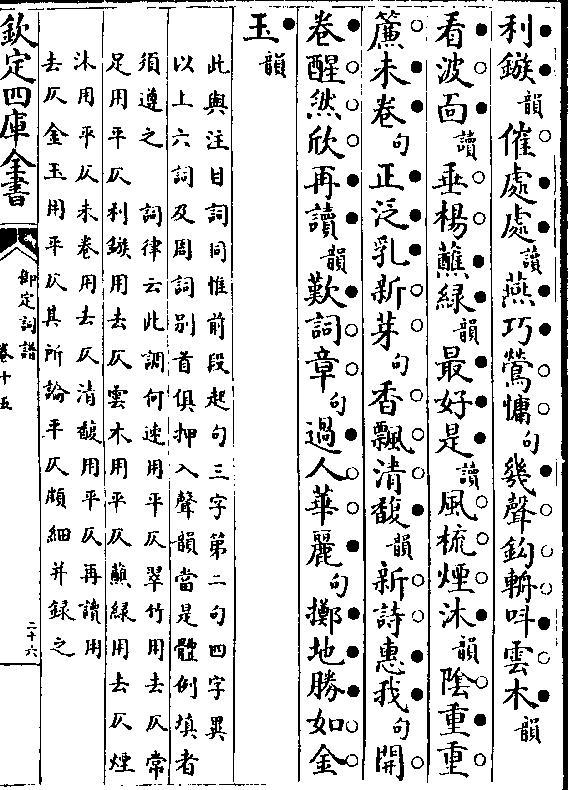 利鏃韻催處處讀燕巧鶯慵句幾聲鈎輈呌雲木韻
看波面讀垂楊蘸綠韻最好是讀風梳煙沐韻陰重重
簾未卷句正泛乳新芽句香飄清馥韻新詩惠我句開
卷醒然欣再讀韻歎詞章句過人華麗句擲地勝如金
玉韻
此與注目詞同惟前段起句三字第二句四字異
以上六詞及周詞別首俱押入聲韻當是體例填者
須遵之 詞律云此調何速用平仄翠竹用去仄常
足用平仄利鏃用去仄雲木用平仄蘸綠用去仄煙
沐用平仄未卷用去仄清馥用平仄再讀用
去仄金玉用平仄其所論平仄頗細并錄之
欽定四庫全書
御定詞譜
卷十五
二十六